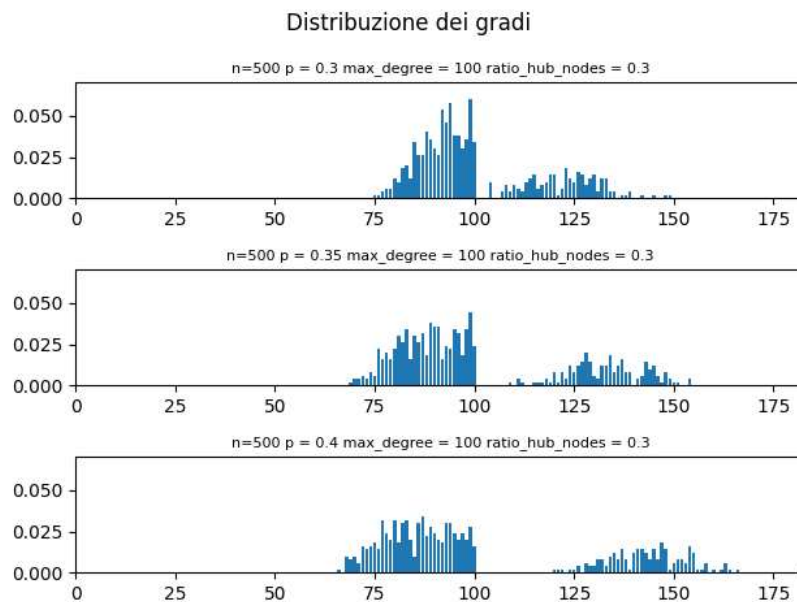 Distribuzione dei gradi
n=500 p = 0.3 max_degree = 100 ratio_hub_nodes = 0.3
0.050
0.025
0.000
0 25 50 75 100 125 150 175
n=500 p = 0.35 max_degree = 100 ratio_hub_nodes = 0.3
0.050
0.025
0.000
0 25 50 75 100 125 150 175
n=500 p = 0.4 max_degree = 100 ratio_hub_nodes = 0.3
0.050
0.025
0.000
0 25 50 75 100 125 150 175